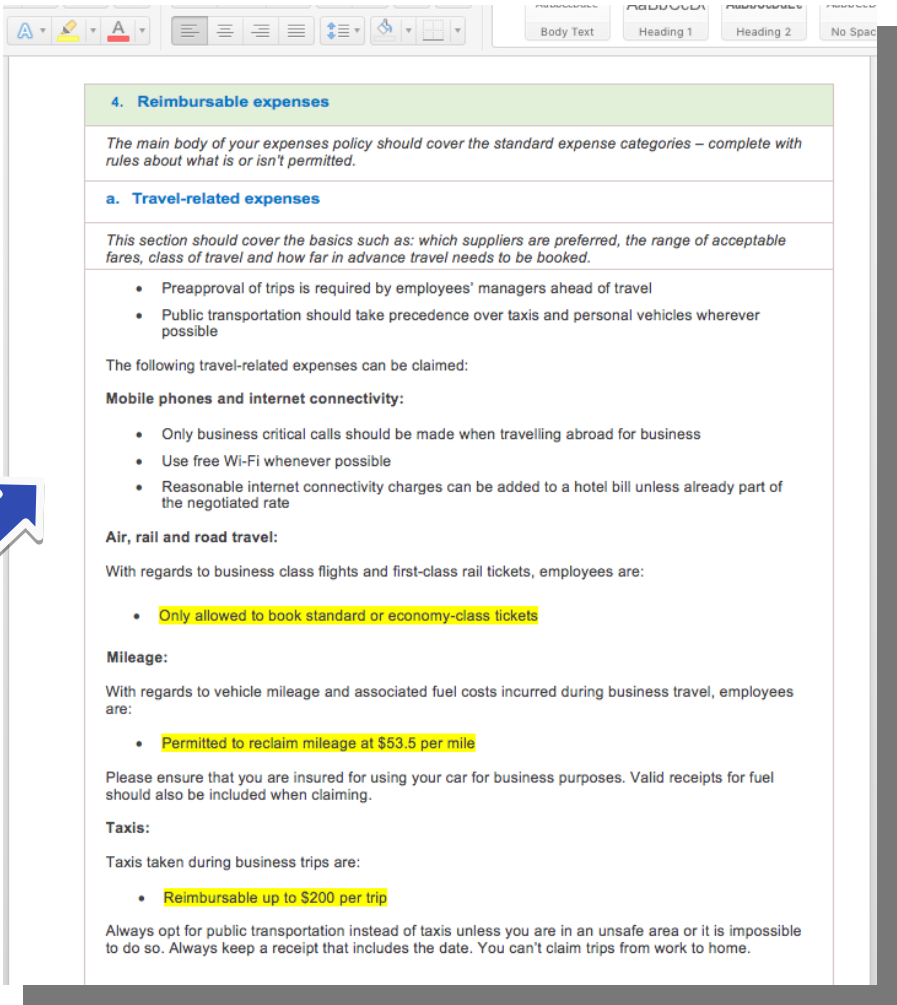 Body Text
Heading 1
Heading 2
No Spac
4. Reimbursable expenses
The main body of your expenses policy should cover the standard expense categories – complete with
rules about what is or isn't permitted.
a. Travel-related expenses
This section should cover the basics such as: which suppliers are preferred, the range of acceptable
fares, class of travel and how far in advance travel needs to be booked.
• Preapproval of trips is required by employees' managers ahead of travel
• Public transportation should take precedence over taxis and personal vehicles wherever
possible
The following travel-related expenses can be claimed:
Mobile phones and internet connectivity:
• Only business critical calls should be made when travelling abroad for business
• Use free Wi-Fi whenever possible
• Reasonable internet connectivity charges can be added to a hotel bill unless already part of
the negotiated rate
Air, rail and road travel:
With regards to business class flights and first-class rail tickets, employees are:
• Only allowed to book standard or economy-class tickets
Mileage:
With regards to vehicle mileage and associated fuel costs incurred during business travel, employees
are:
• Permitted to reclaim mileage at $53.5 per mile
Please ensure that you are insured for using your car for business purposes. Valid receipts for fuel
should also be included when claiming.
Taxis:
Taxis taken during business trips are:
• Reimbursable up to $200 per trip
Always opt for public transportation instead of taxis unless you are in an unsafe area or it is impossible
to do so. Always keep a receipt that includes the date. You can't claim trips from work to home.